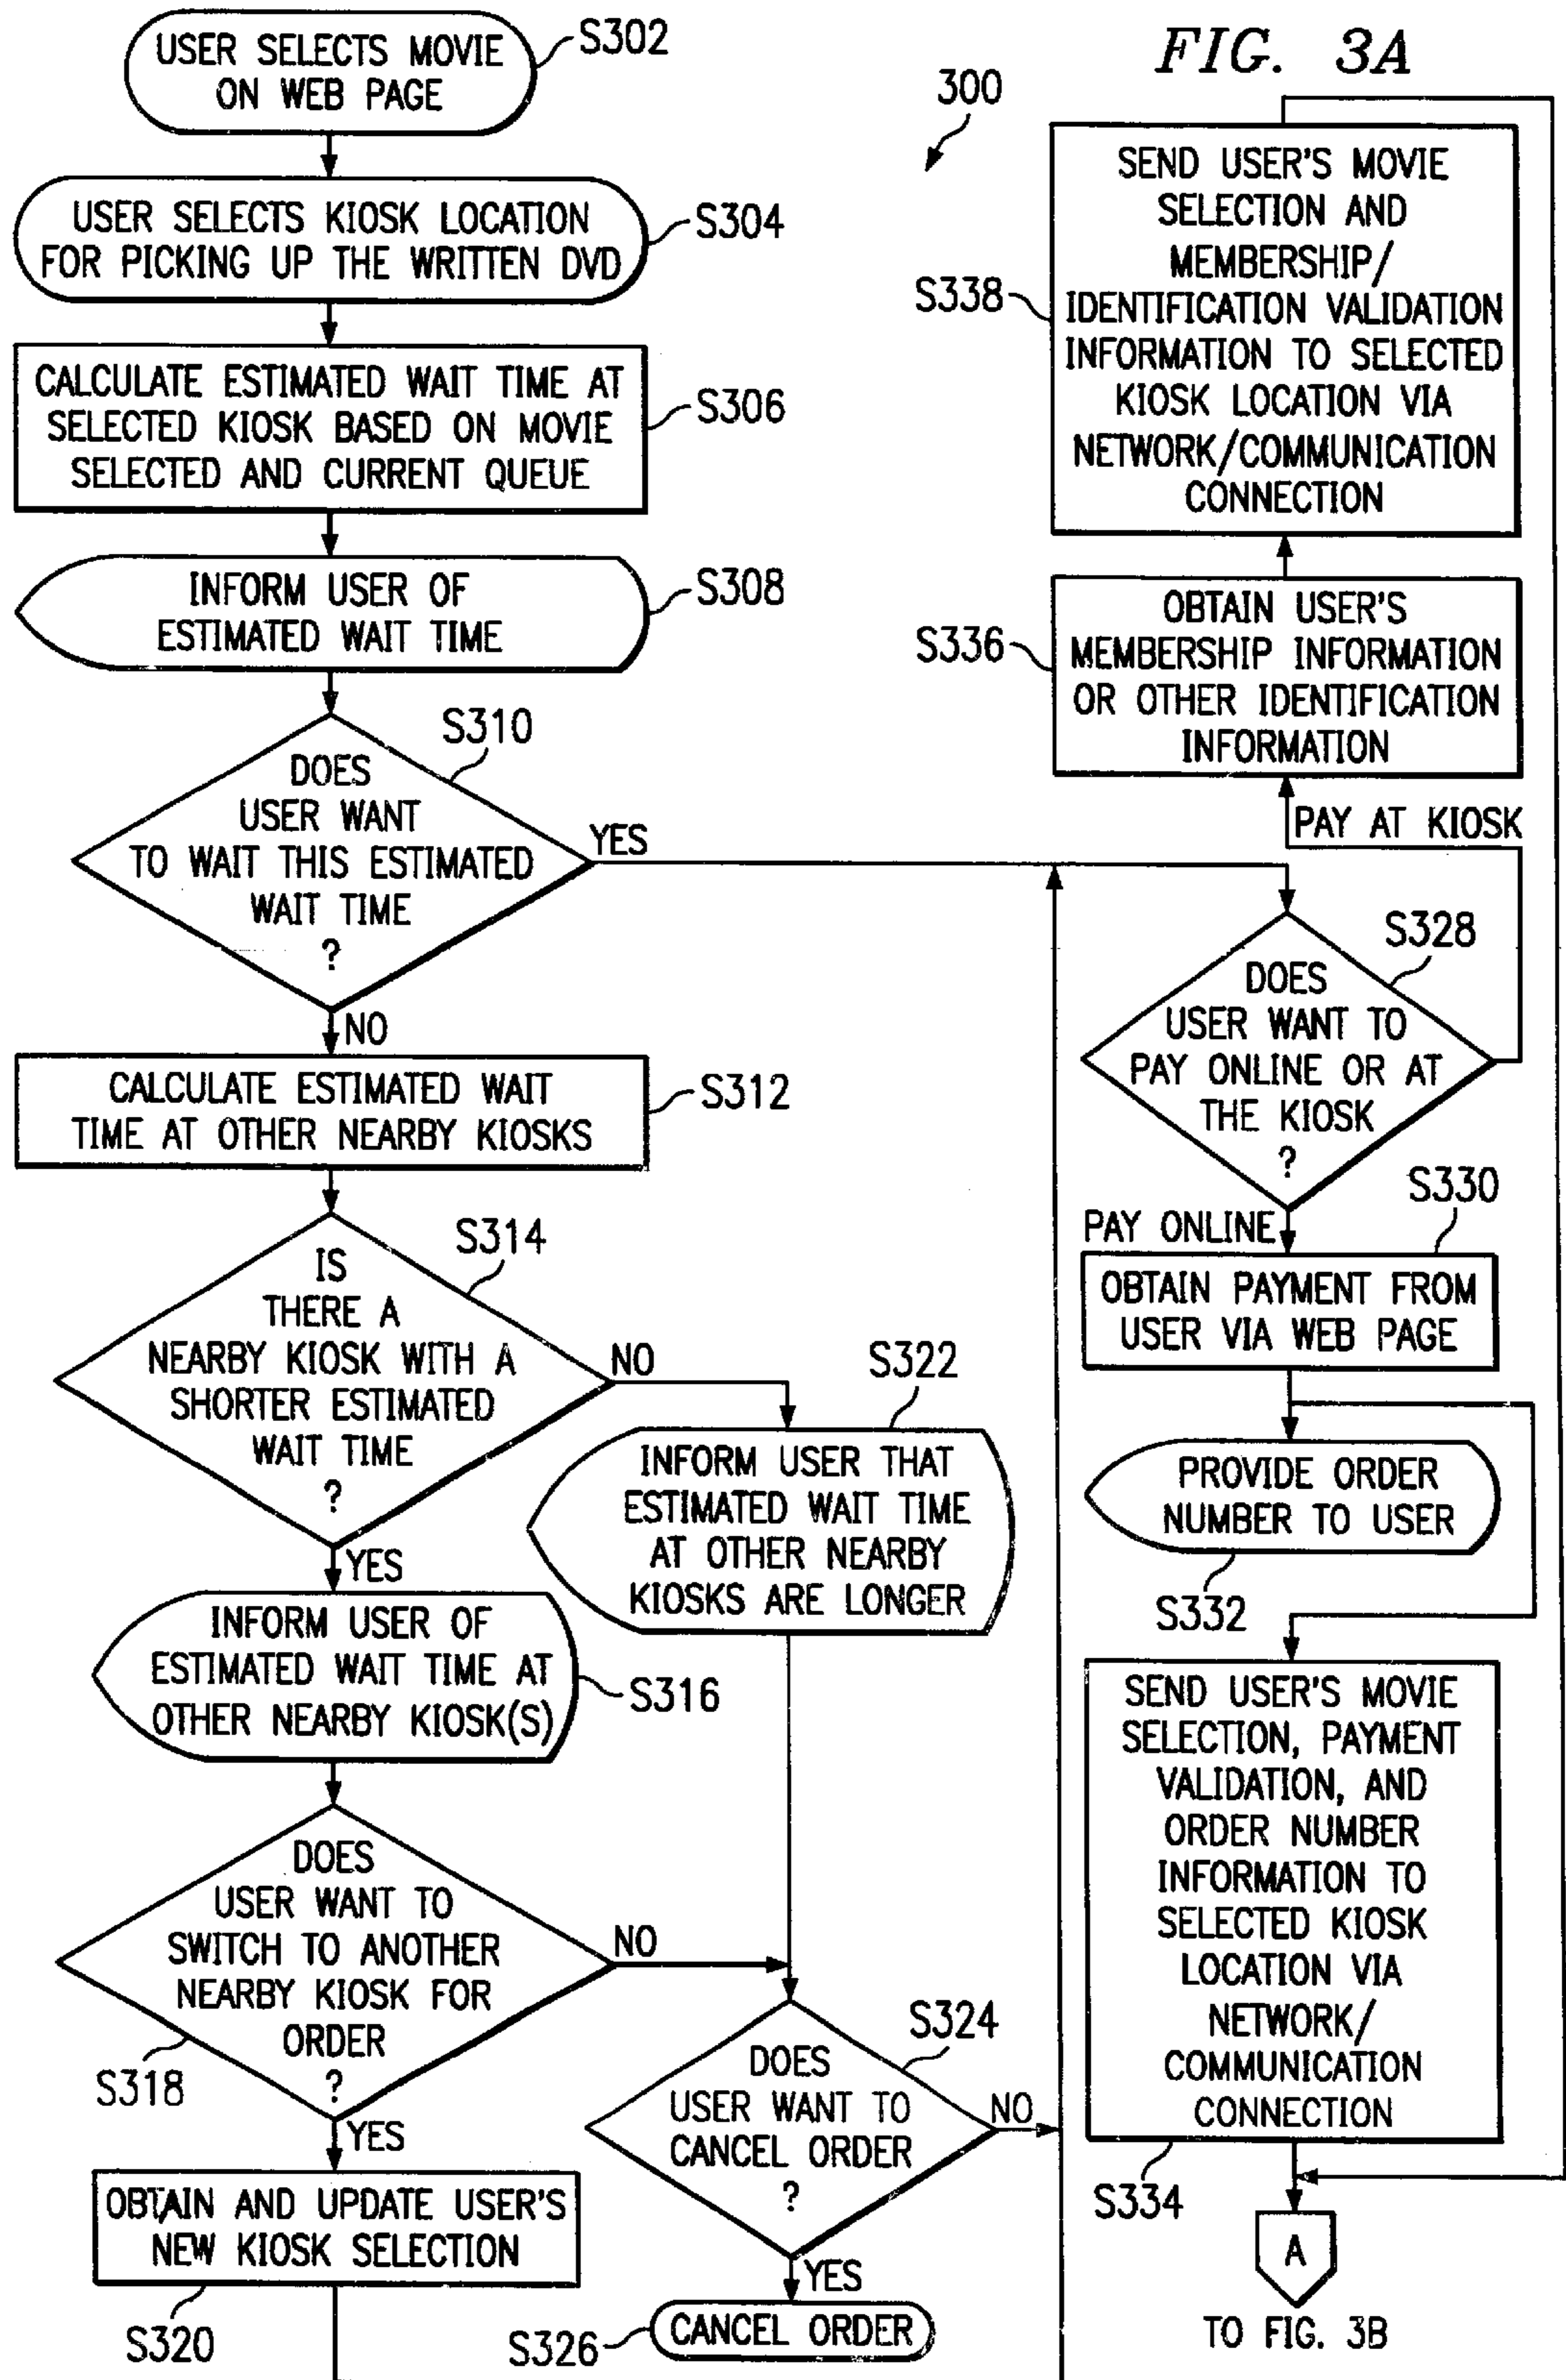 FIG. 3A
300
USER SELECTS MOVIE
ON WEB PAGE
S302
USER SELECTS KIOSK LOCATION
FOR PICKING UP THE WRITTEN DVD
S304
CALCULATE ESTIMATED WAIT TIME AT
SELECTED KIOSK BASED ON MOVIE
SELECTED AND CURRENT QUEUE
S306
INFORM USER OF
ESTIMATED WAIT TIME
S308
S310
DOES
USER WANT
TO WAIT THIS ESTIMATED
WAIT TIME
?
YES
NO
CALCULATE ESTIMATED WAIT
TIME AT OTHER NEARBY KIOSKS
S312
S314
IS
THERE A
NEARBY KIOSK WITH A
SHORTER ESTIMATED
WAIT TIME
?
NO
YES
S322
INFORM USER THAT
ESTIMATED WAIT TIME
AT OTHER NEARBY
KIOSKS ARE LONGER
INFORM USER OF
ESTIMATED WAIT TIME AT
OTHER NEARBY KIOSK(S)
S316
DOES
USER WANT TO
SWITCH TO ANOTHER
NEARBY KIOSK FOR
ORDER
?
S318
NO
YES
OBTAIN AND UPDATE USER'S
NEW KIOSK SELECTION
S320
S324
DOES
USER WANT TO
CANCEL ORDER
?
NO
YES
CANCEL ORDER
S326
SEND USER'S MOVIE
SELECTION AND
MEMBERSHIP/
IDENTIFICATION VALIDATION
INFORMATION TO SELECTED
KIOSK LOCATION VIA
NETWORK/COMMUNICATION
CONNECTION
S338
OBTAIN USER'S
MEMBERSHIP INFORMATION
OR OTHER IDENTIFICATION
INFORMATION
S336
PAY AT KIOSK
S328
DOES
USER WANT TO
PAY ONLINE OR AT
THE KIOSK
?
PAY ONLINE
S330
OBTAIN PAYMENT FROM
USER VIA WEB PAGE
PROVIDE ORDER
NUMBER TO USER
S332
SEND USER'S MOVIE
SELECTION, PAYMENT
VALIDATION, AND
ORDER NUMBER
INFORMATION TO
SELECTED KIOSK
LOCATION VIA
NETWORK/
COMMUNICATION
CONNECTION
S334
A
TO FIG. 3B